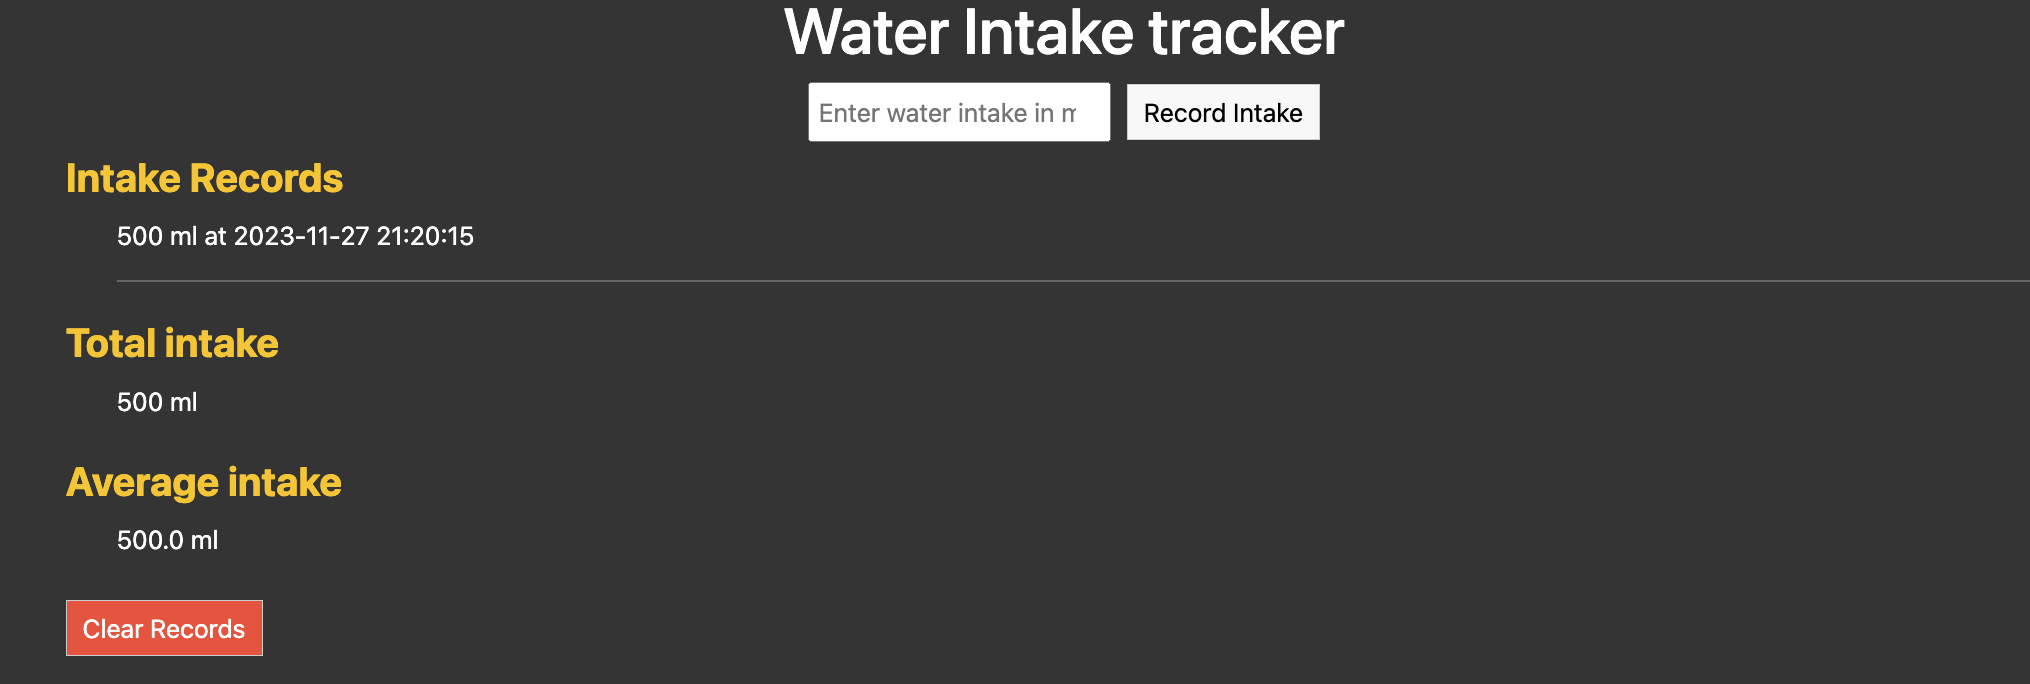 Water Intake tracker
Enter water intake in m
Record Intake
Intake Records
500 ml at 2023-11-27 21:20:15
Total intake
500 ml
Average intake
500.0 ml
Clear Records